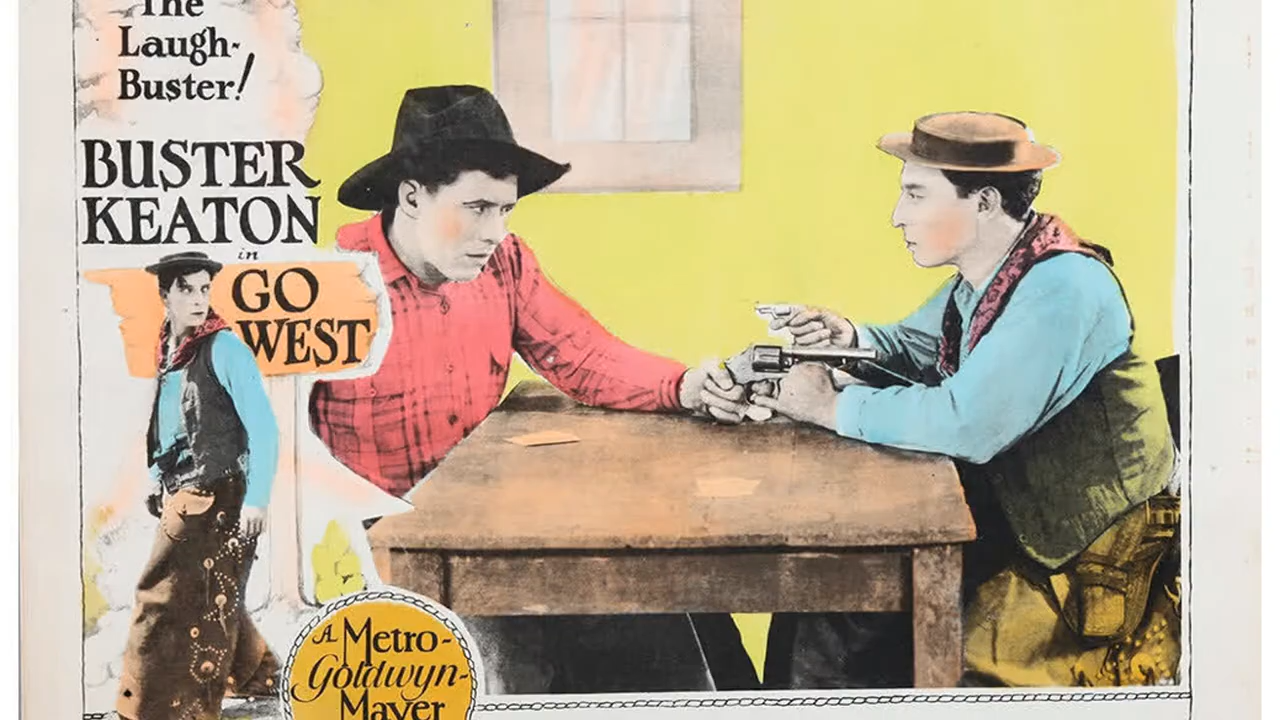 The
Laugh-
Buster!
BUSTER
KEATON
in
GO
WEST
A Metro-
Goldwyn-
Mayer